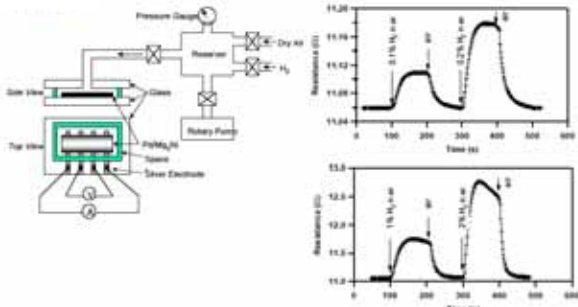 Pressure Gauge
Dry Air
Reservoir
H₂
Rotary Pump
Side View
Glass
Top View
Pd/Mg₂Ni
Silver Electrode
V
A
Resistance (Ω)
11.20
11.16
11.12
11.08
11.04
0.1% H₂ in air
air
0.2% H₂ in air
air
0 100 200 300 400 500 600
Time (s)
Resistance (Ω)
13.0
12.5
12.0
11.5
11.0
1% H₂ in air
air
2% H₂ in air
air
0 100 200 300 400 500 600